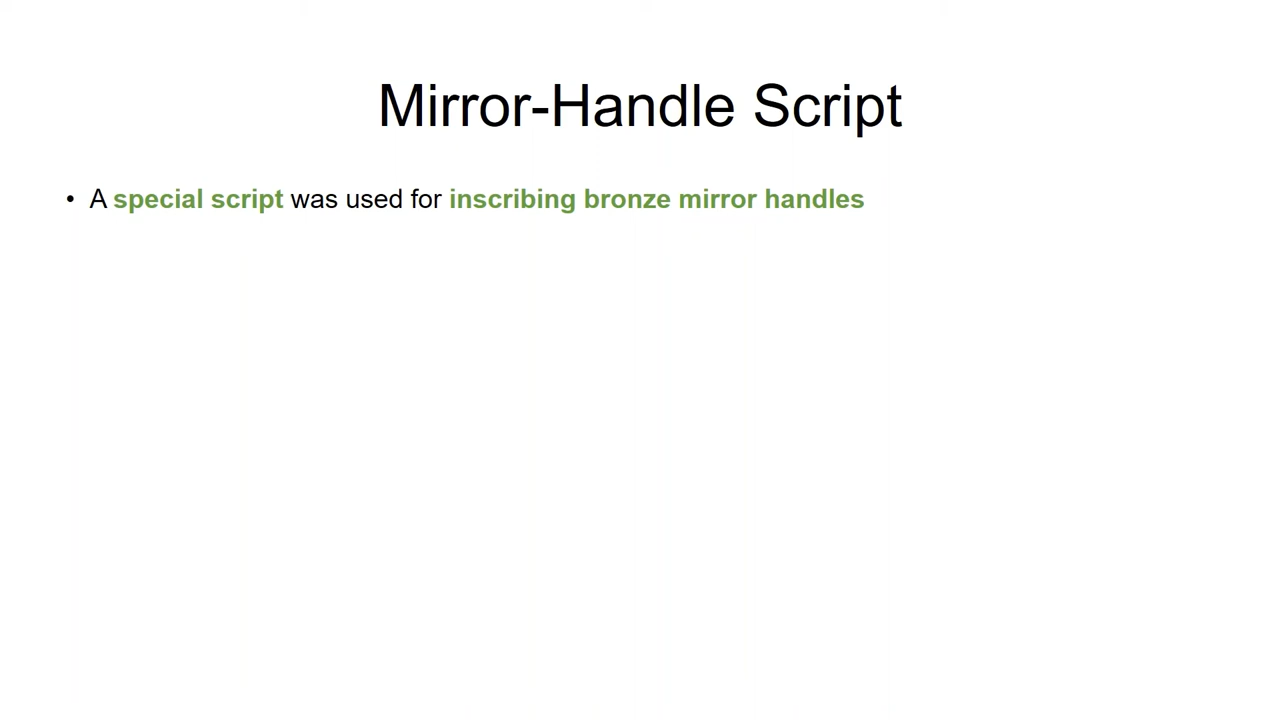 Mirror-Handle Script
• A special script was used for inscribing bronze mirror handles